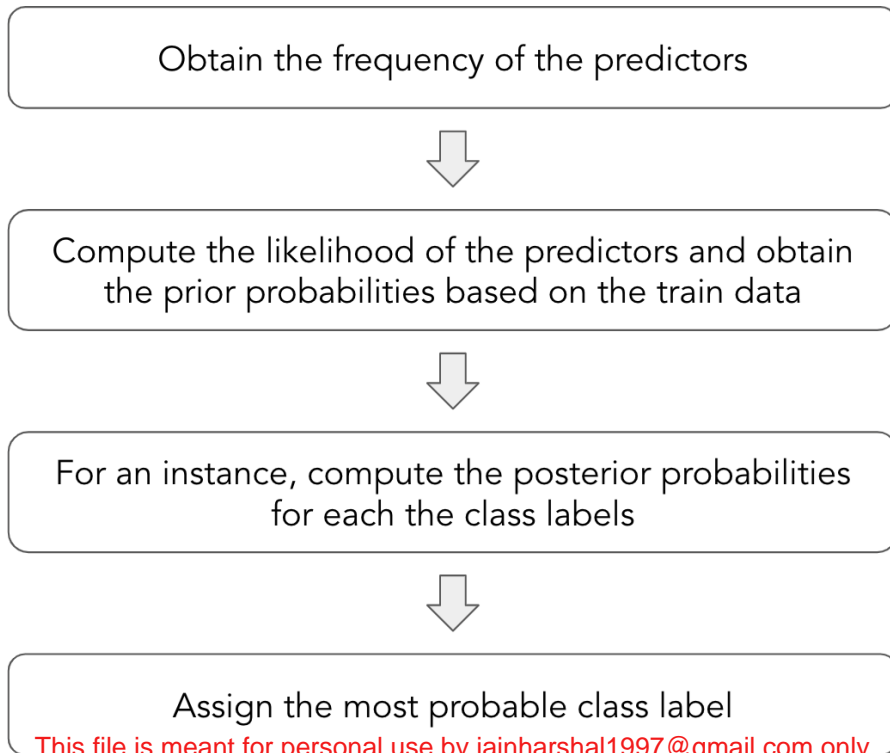 Obtain the frequency of the predictors
Compute the likelihood of the predictors and obtain
the prior probabilities based on the train data
For an instance, compute the posterior probabilities
for each the class labels
Assign the most probable class label
This file is meant for personal use by jainharshal1997@gmail.com only